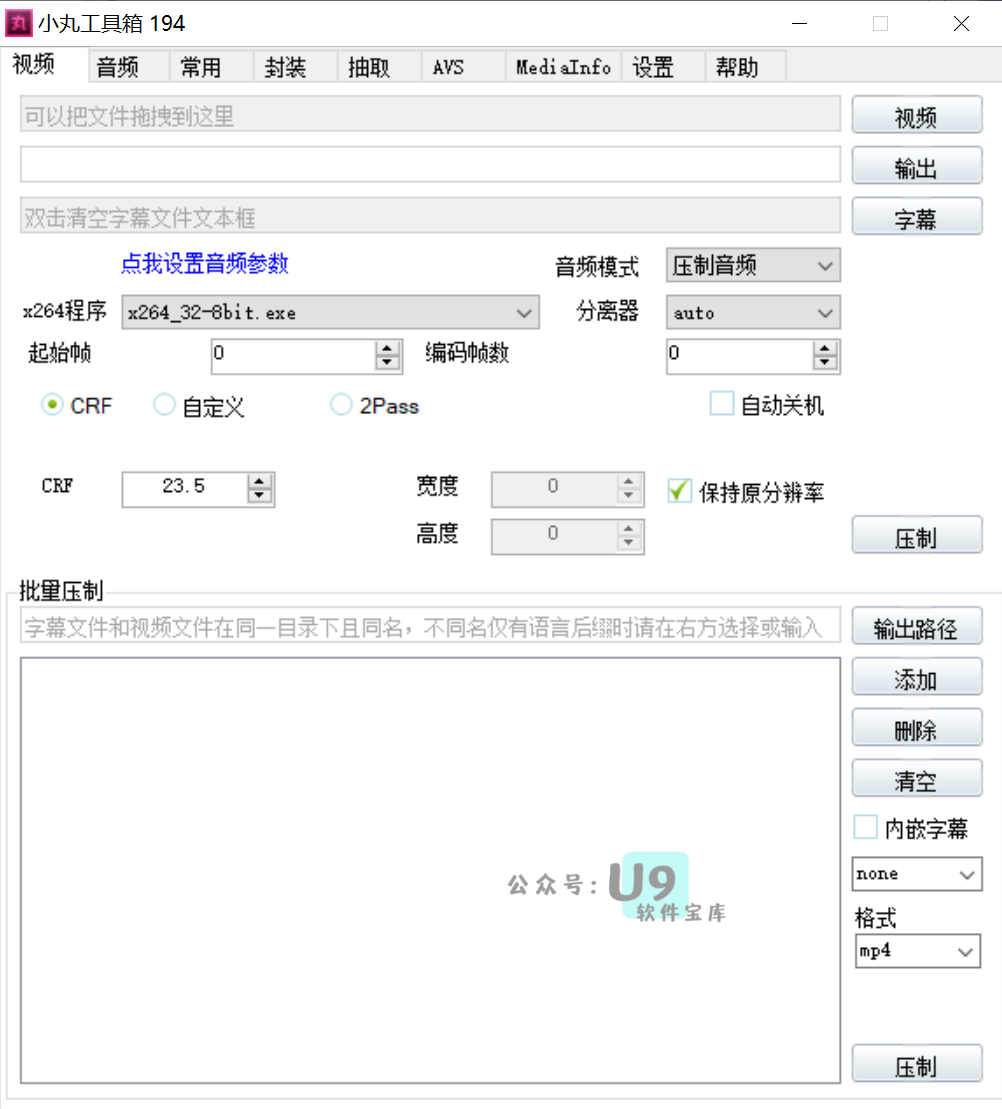 小丸工具箱 194
视频 音频 常用 封装 抽取 AVS MediaInfo 设置 帮助
可以把文件拖拽到这里 视频
输出
双击清空字幕文件文本框 字幕
点我设置音频参数 音频模式 压制音频
x264程序 x264_32-8bit.exe 分离器 auto
起始帧 0 编码帧数 0
CRF 自定义 2Pass 自动关机
CRF 23.5 宽度 0 保持原分辨率
高度 0 压制
批量压制
字幕文件和视频文件在同一目录下且同名，不同名仅有语言后缀时请在右方选择或输入 输出路径
添加
删除
清空
内嵌字幕
none
公众号：U9
软件宝库
格式
mp4
压制